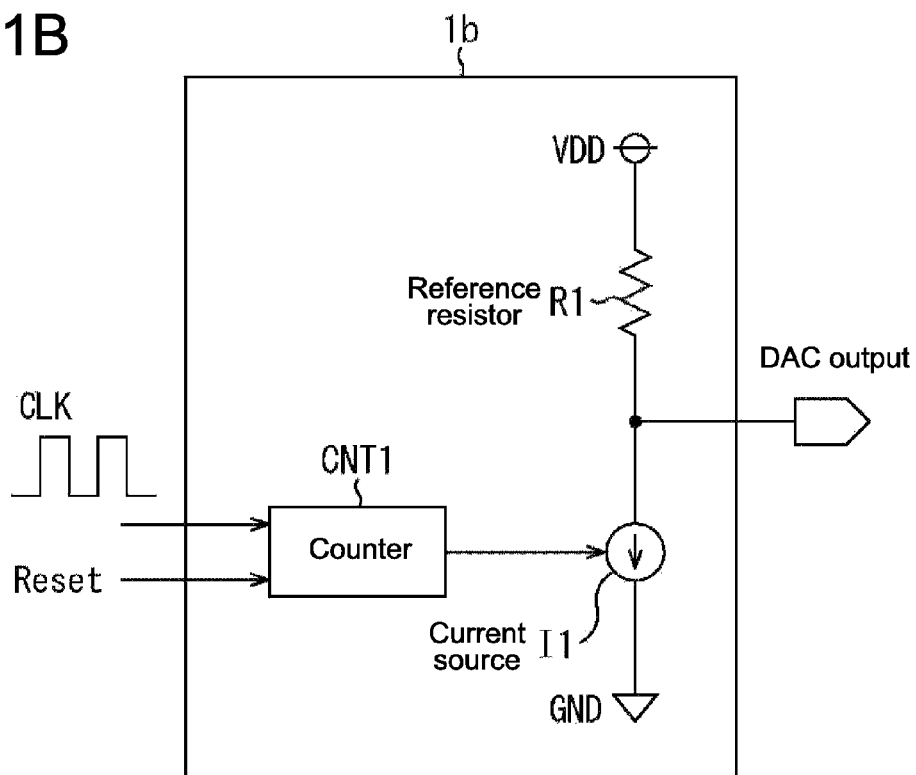 1B
1b
VDD
Reference
resistor R1
DAC output
CLK
CNT1
Counter
Reset
Current
source I1
GND